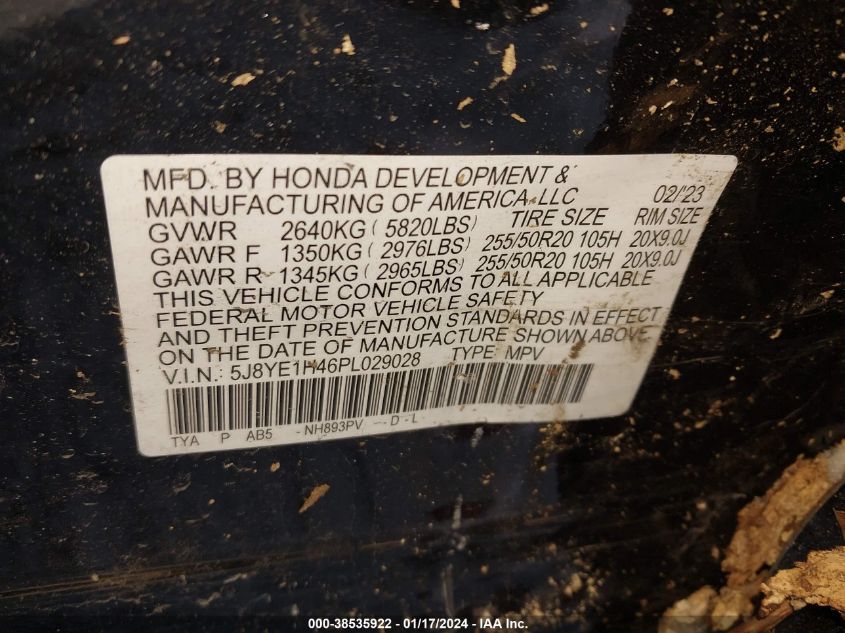 MFD. BY HONDA DEVELOPMENT &
MANUFACTURING OF AMERICA, LLC 02/'23
GVWR 2640KG ( 5820LBS) TIRE SIZE RIM SIZE
GAWR F 1350KG ( 2976LBS) 255/50R20 105H 20X9.0J
GAWR R 1345KG ( 2965LBS) 255/50R20 105H 20X9.0J
THIS VEHICLE CONFORMS TO ALL APPLICABLE
FEDERAL MOTOR VEHICLE SAFETY
AND THEFT PREVENTION STANDARDS IN EFFECT
ON THE DATE OF MANUFACTURE SHOWN ABOVE.
V.I.N.: 5J8YE1H46PL029028 TYPE MPV
TYA P AB5 -NH893PV ---D-L
000-38535922 - 01/17/2024 - IAA Inc.